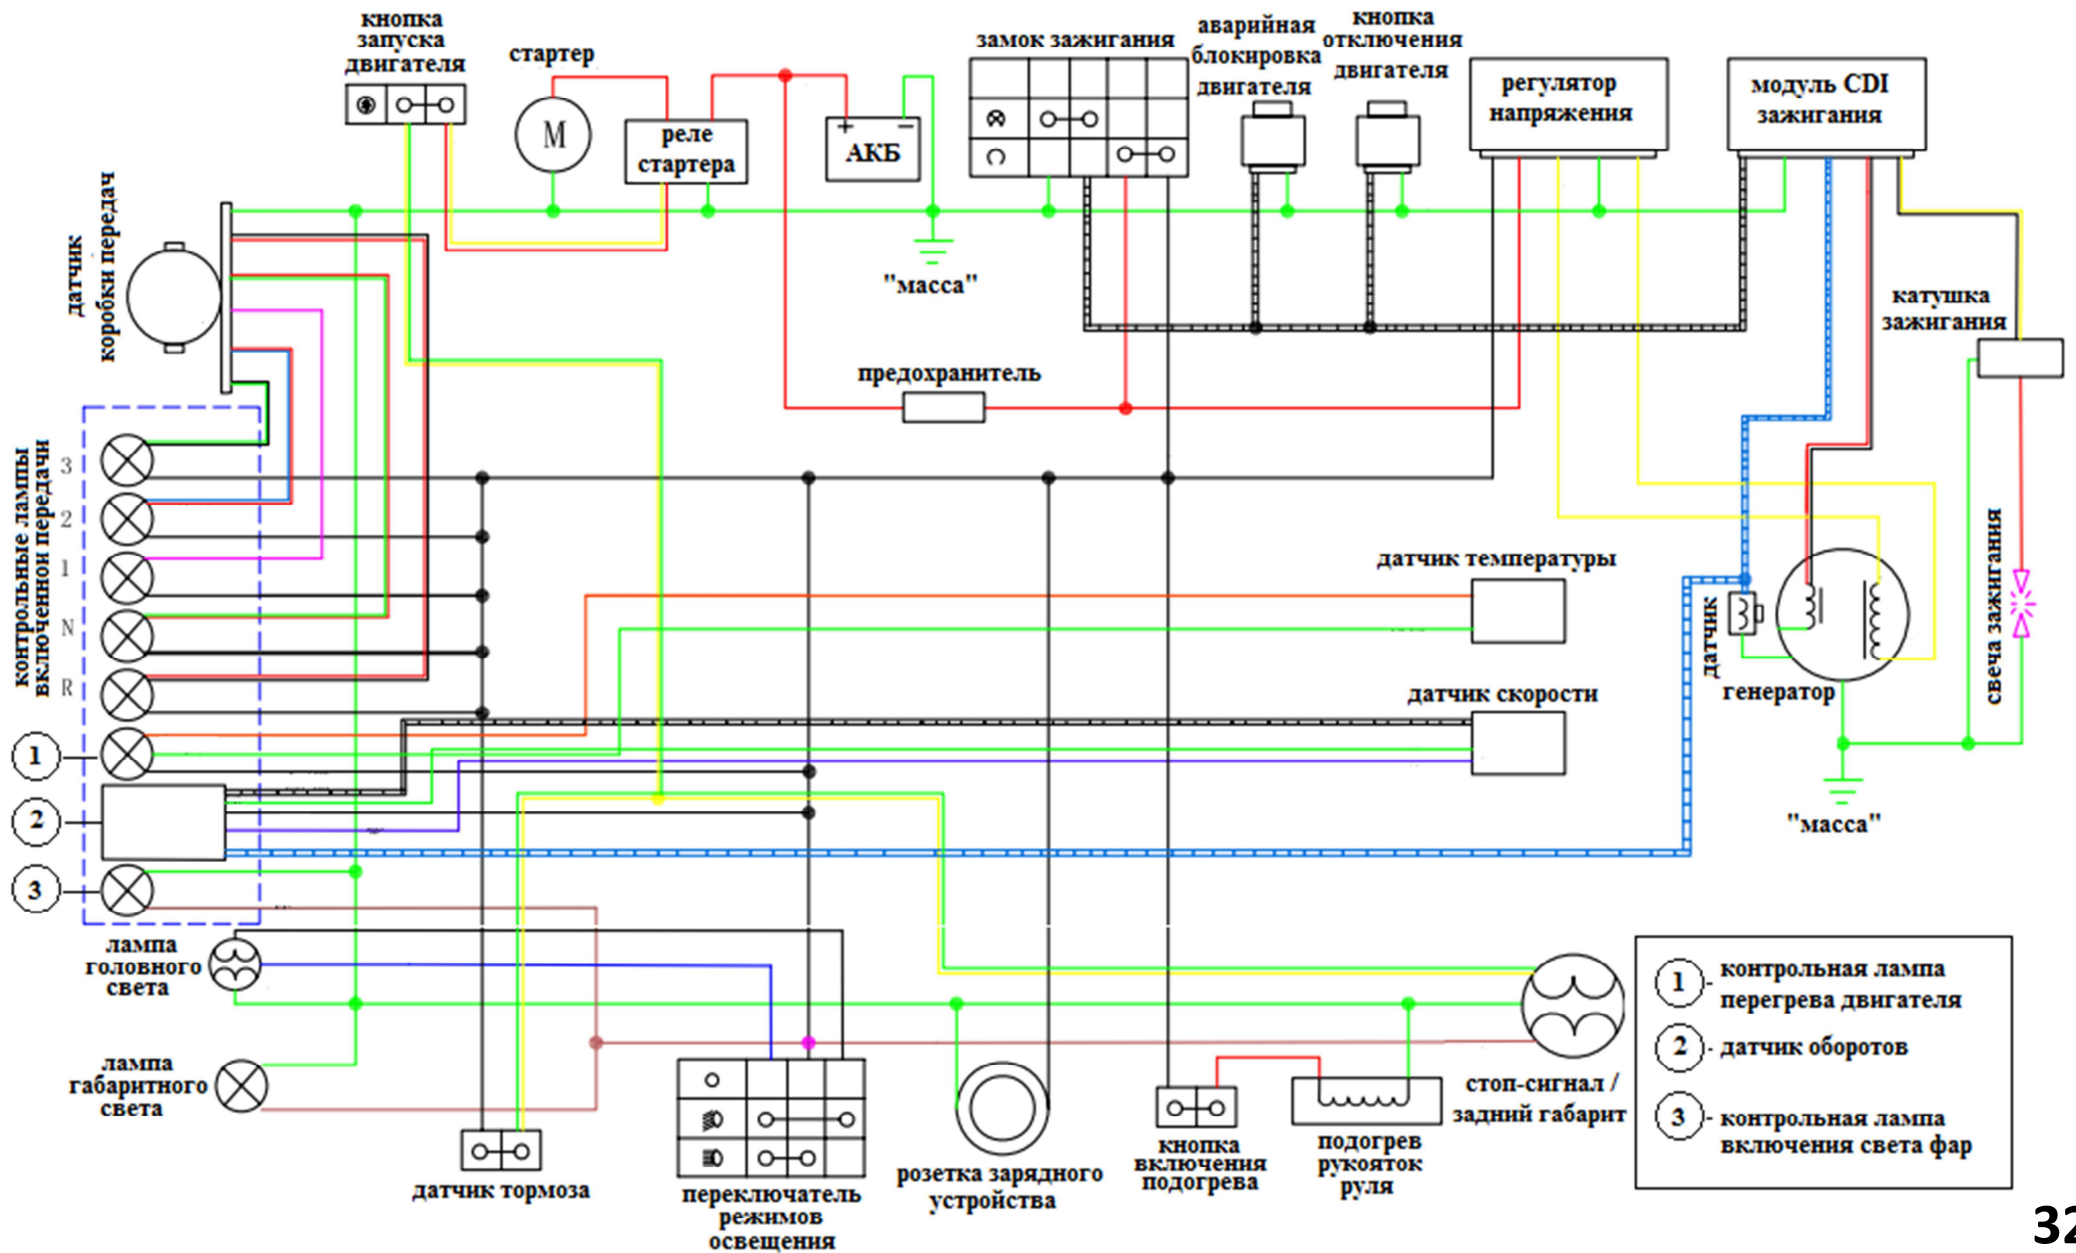 кнопка
запуска
двигателя
стартер
M
реле
стартера
+ −
АКБ
замок зажигания
аварийная
блокировка
двигателя
кнопка
отключения
двигателя
регулятор
напряжения
модуль CDI
зажигания
датчик
коробки передач
"масса"
катушка
зажигания
предохранитель
контрольные лампы
включеннои передачи
3
2
1
N
R
1
2
3
датчик температуры
датчик скорости
датчик
генератор
свеча зажигания
"масса"
лампа
головного
света
лампа
габаритного
света
датчик тормоза
переключатель
режимов
освещения
розетка зарядного
устройства
кнопка
включения
подогрева
подогрев
рукояток
руля
стоп-сигнал /
задний габарит
1 - контрольная лампа
перегрева двигателя
2 - датчик оборотов
3 - контрольная лампа
включения света фар
32